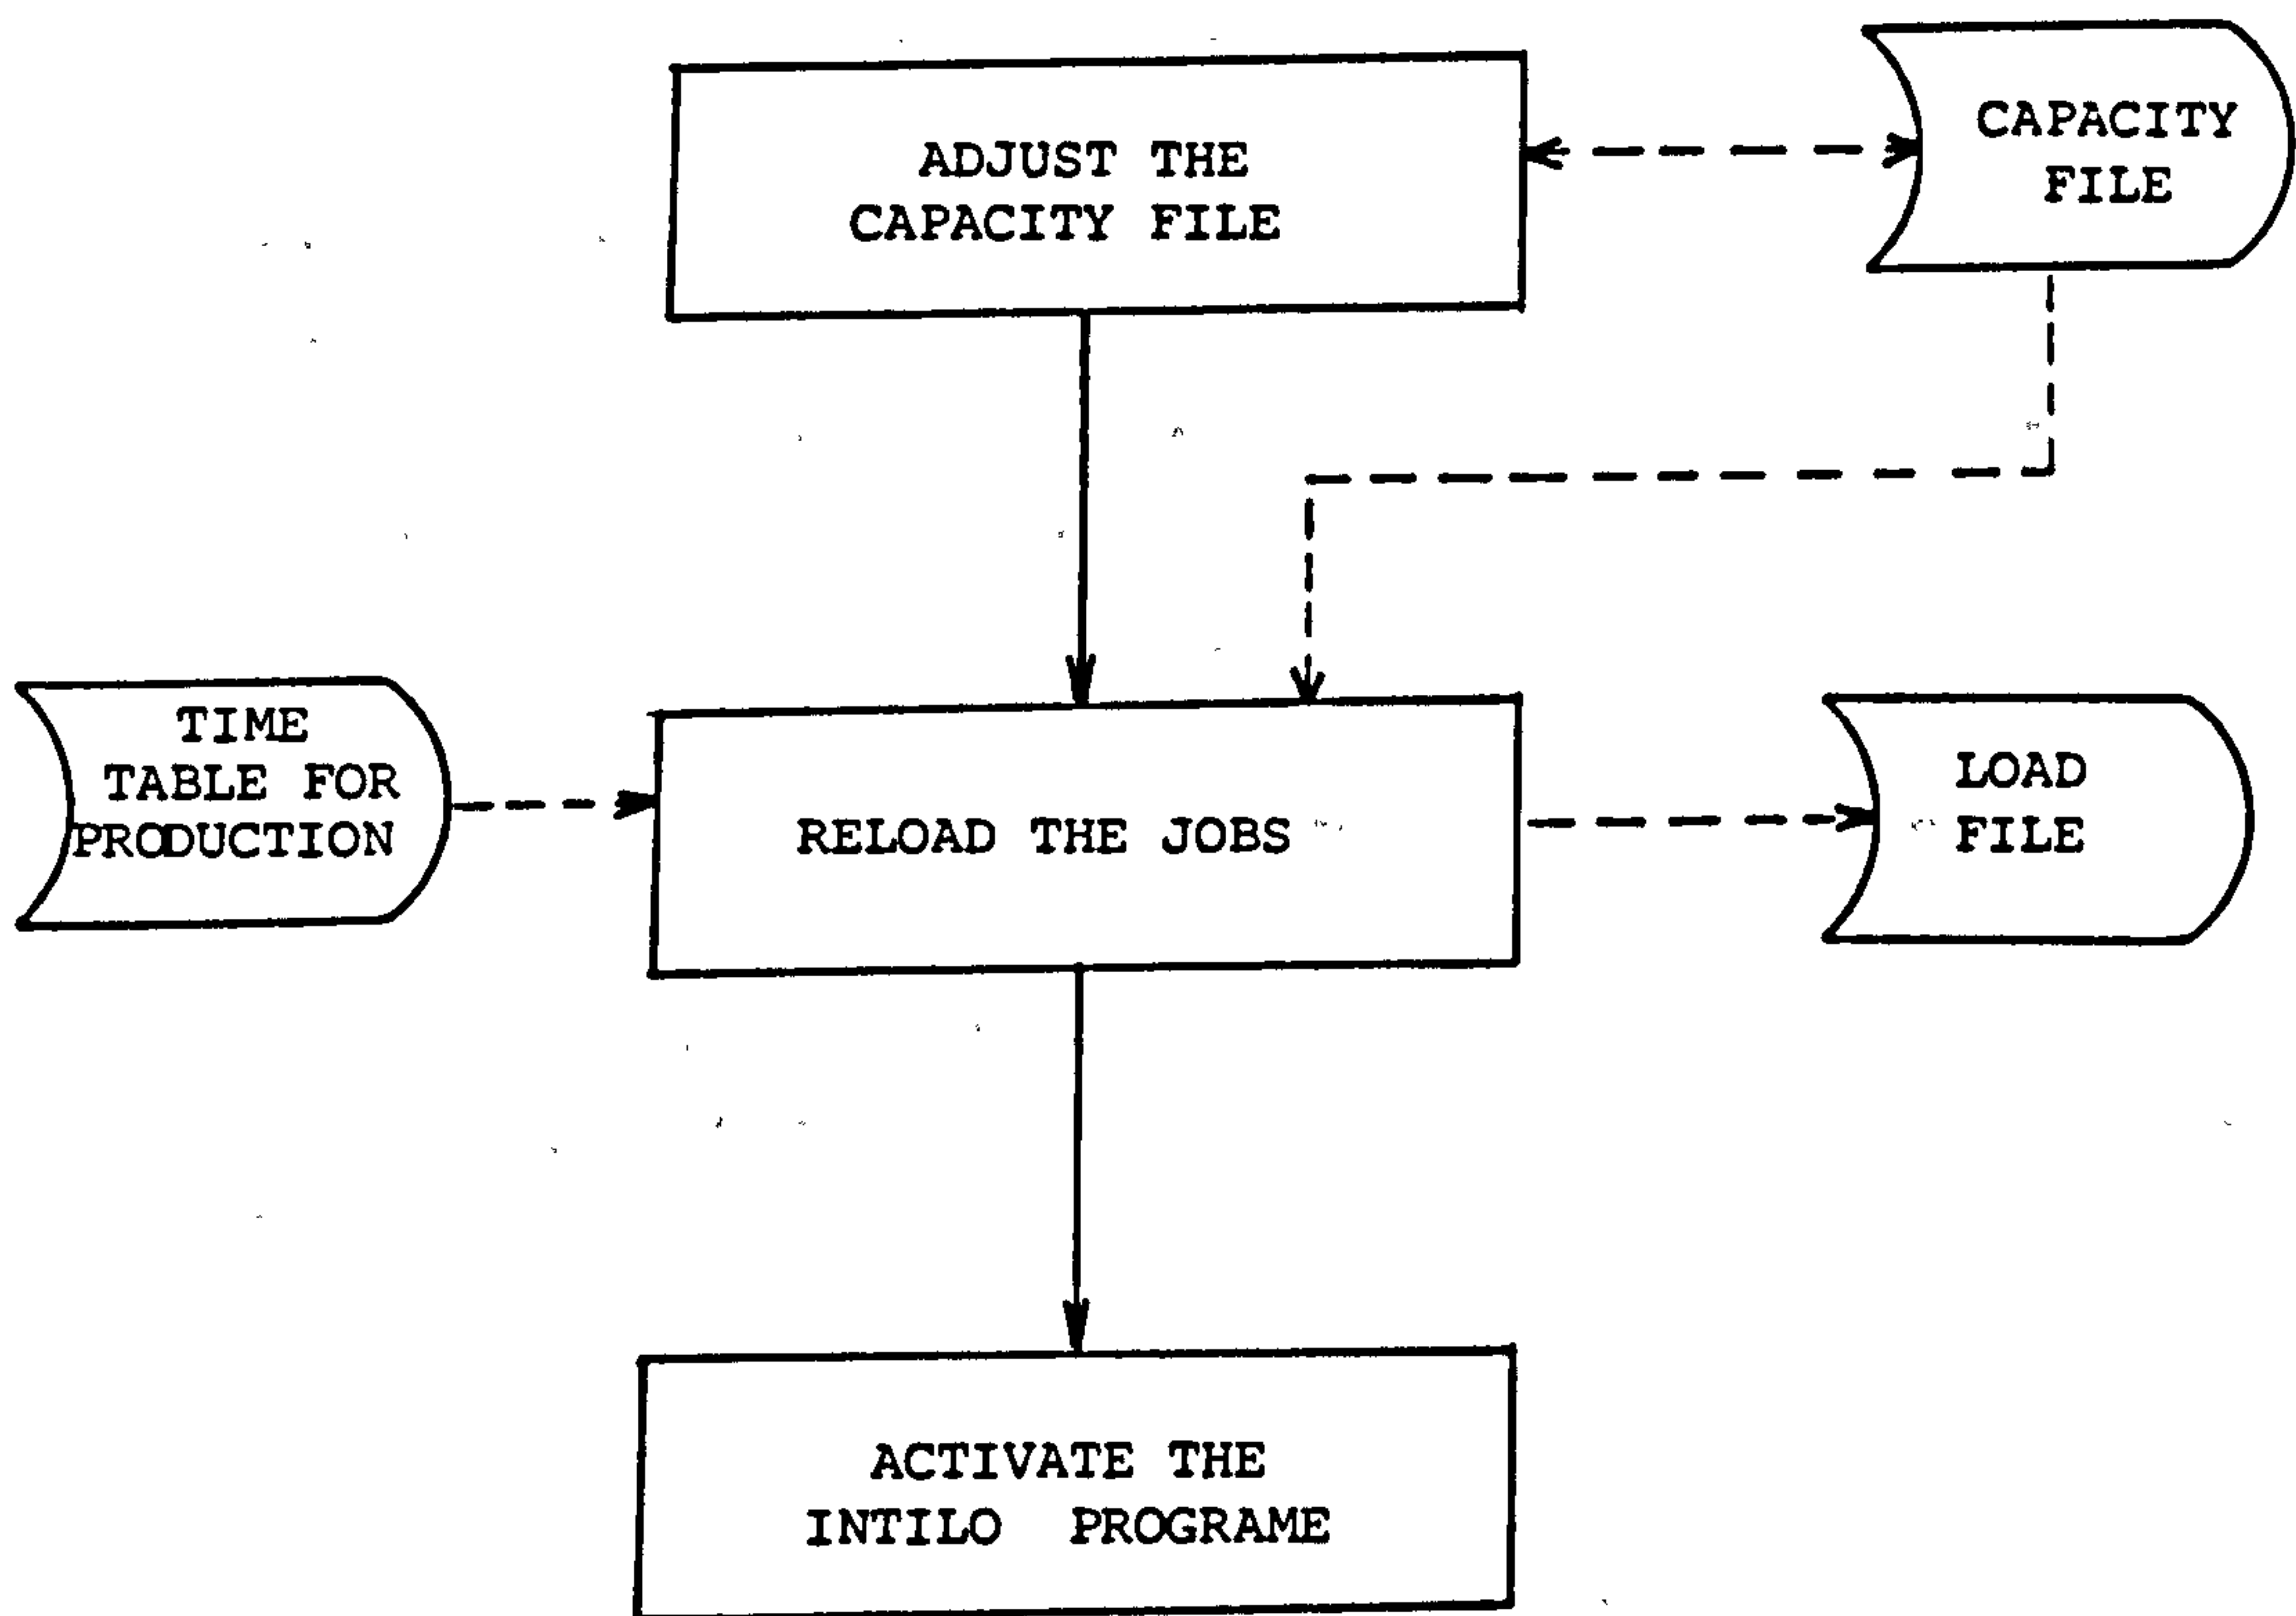 ADJUST THE
CAPACITY FILE
CAPACITY
FILE
TIME
TABLE FOR
PRODUCTION
RELOAD THE JOBS
LOAD
FILE
ACTIVATE THE
INTILO PROGRAME